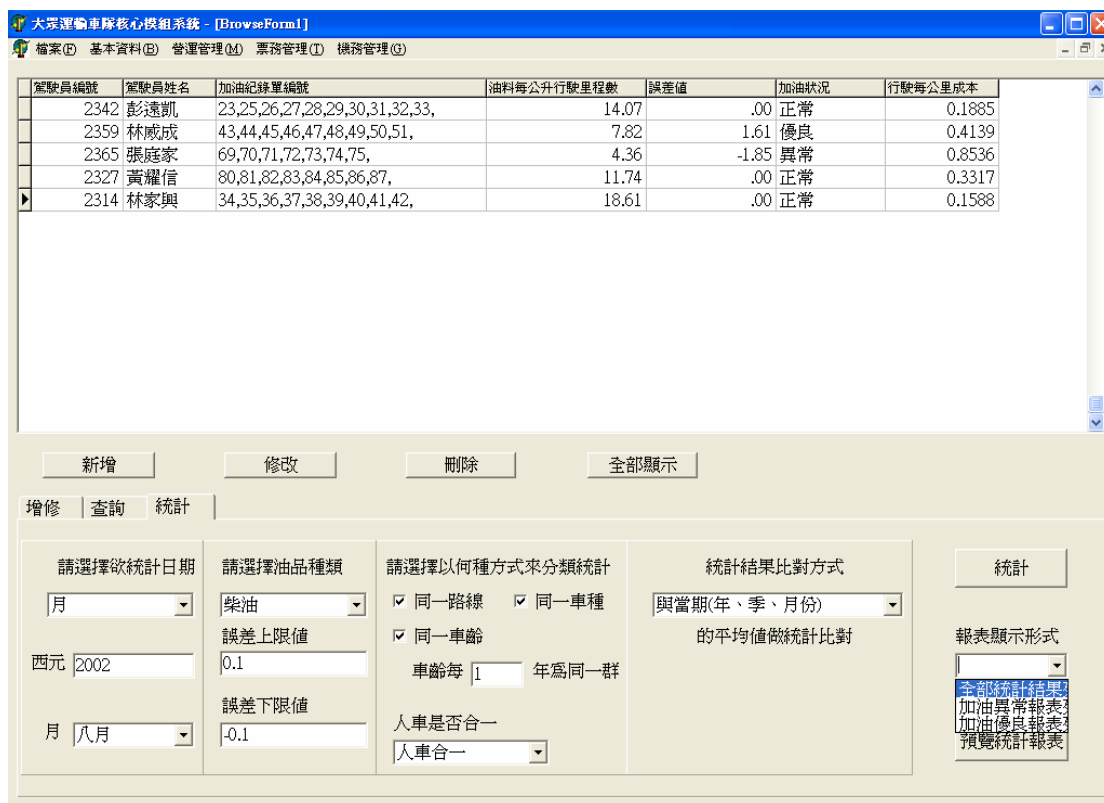 大眾運輸車隊核心模組系統 - [BrowseForm1]
檔案(F) 基本資料(B) 營運管理(M) 票務管理(T) 機務管理(G)
駕駛員編號 駕駛員姓名 加油紀錄單編號 油料每公升行駛里程數 誤差值 加油狀況 行駛每公里成本
2342 彭遠凱 23,25,26,27,28,29,30,31,32,33, 14.07 .00 正常 0.1885
2359 林威成 43,44,45,46,47,48,49,50,51, 7.82 1.61 優良 0.4139
2365 張庭家 69,70,71,72,73,74,75, 4.36 -1.85 異常 0.8536
2327 黃耀信 80,81,82,83,84,85,86,87, 11.74 .00 正常 0.3317
2314 林家興 34,35,36,37,38,39,40,41,42, 18.61 .00 正常 0.1588
新增 修改 刪除 全部顯示
增修 查詢 統計
請選擇欲統計日期
月
西元 2002
月 八月
請選擇油品種類
柴油
誤差上限值
0.1
誤差下限值
-0.1
請選擇以何種方式來分類統計
同一路線 同一車種
同一車齡
車齡每 1 年為同一群
人車是否合一
人車合一
統計結果比對方式
與當期(年、季、月份)
的平均値做統計比對
統計
報表顯示形式
全部統計結果
加油異常報表
加油優良報表
預覽統計報表